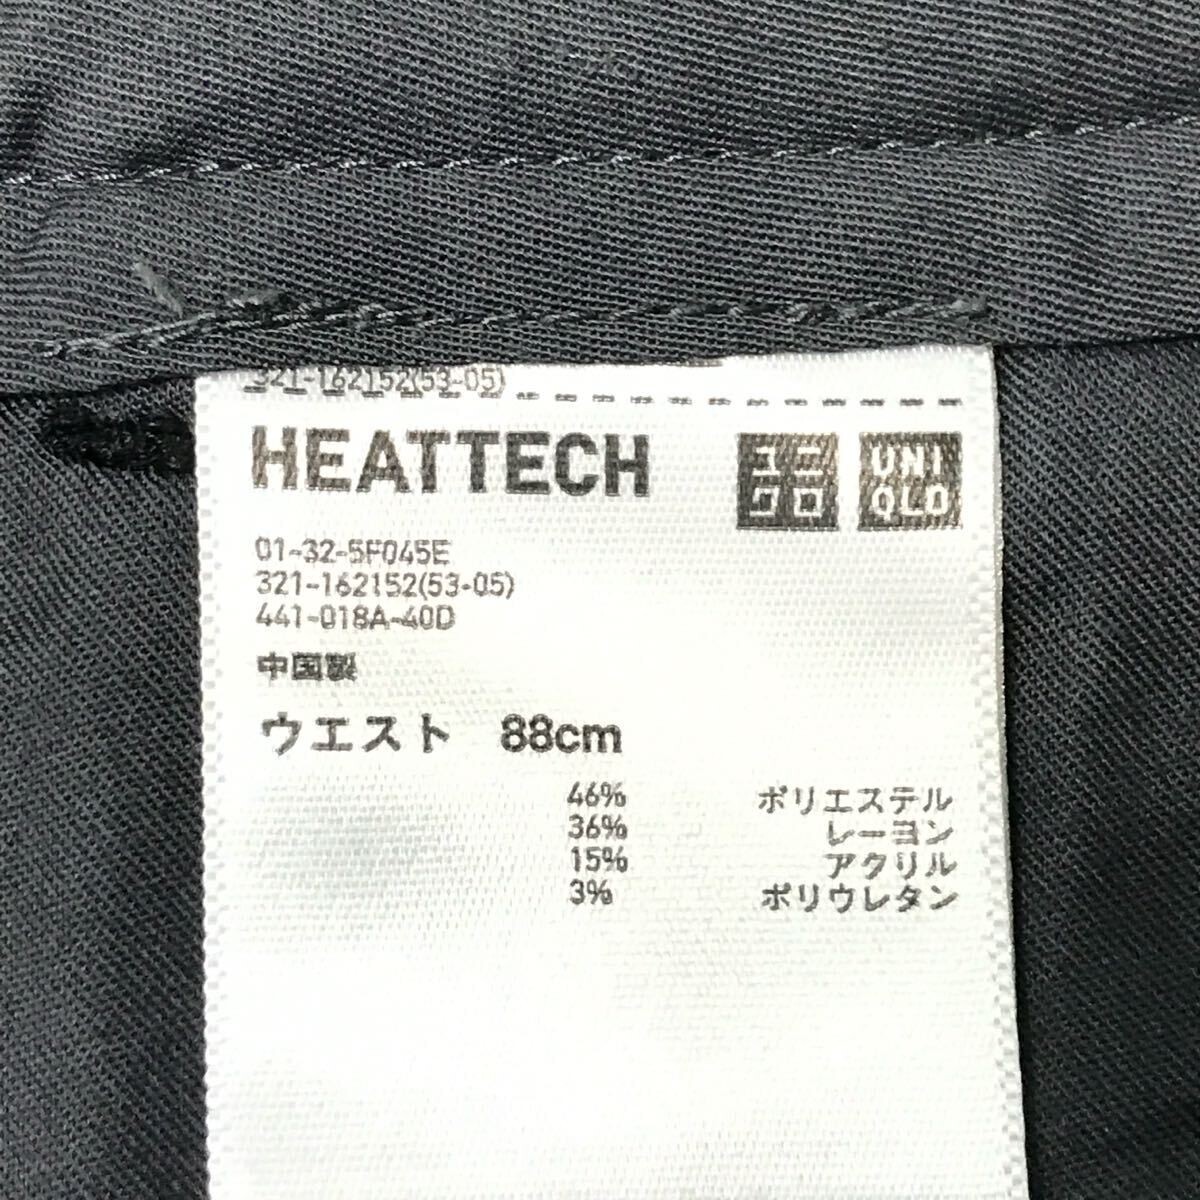 321-162152(53-05)
HEATTECH ユニクロ UNIQLO
01-32-5F045E
321-162152(53-05)
441-018A-40D
中国製
ウエスト 88cm
46% ポリエステル
36% レーヨン
15% アクリル
3% ポリウレタン